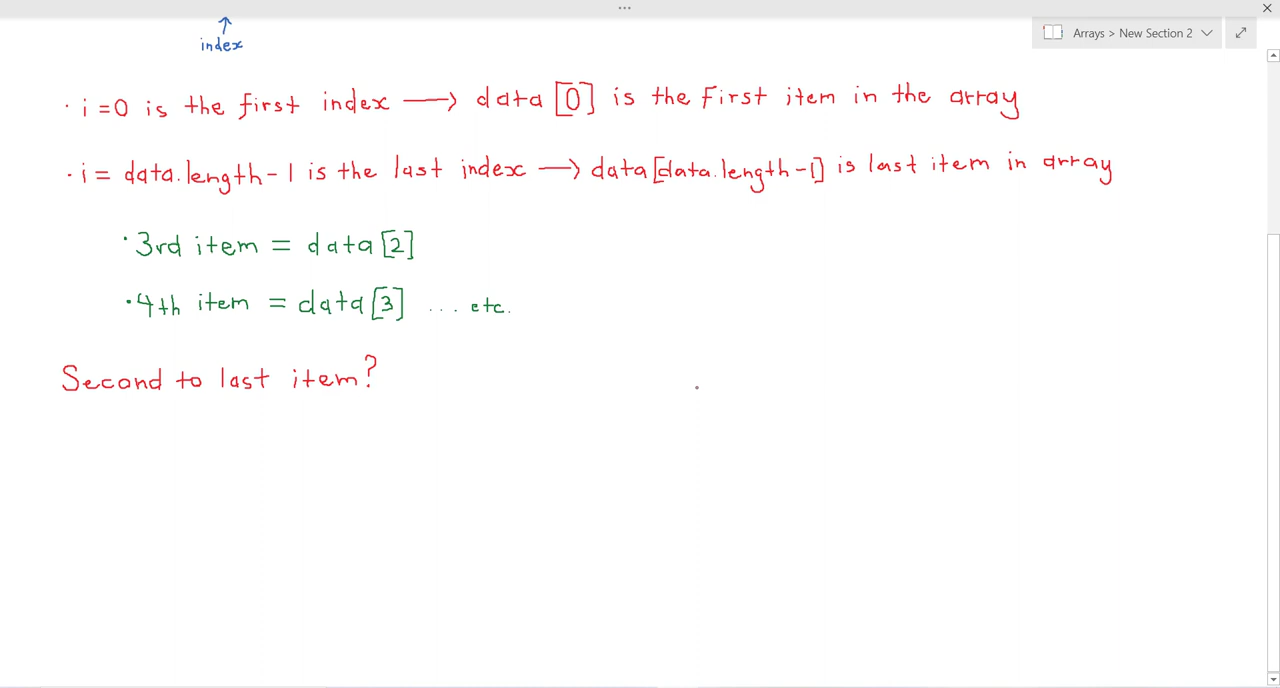 ...
Arrays > New Section 2
index
· i=0 is the first index → data[0] is the First item in the array
· i = data.length-1 is the last index → data[data.length-1] is last item in array
· 3rd item = data[2]
· 4th item = data[3] ... etc.
Second to last item?